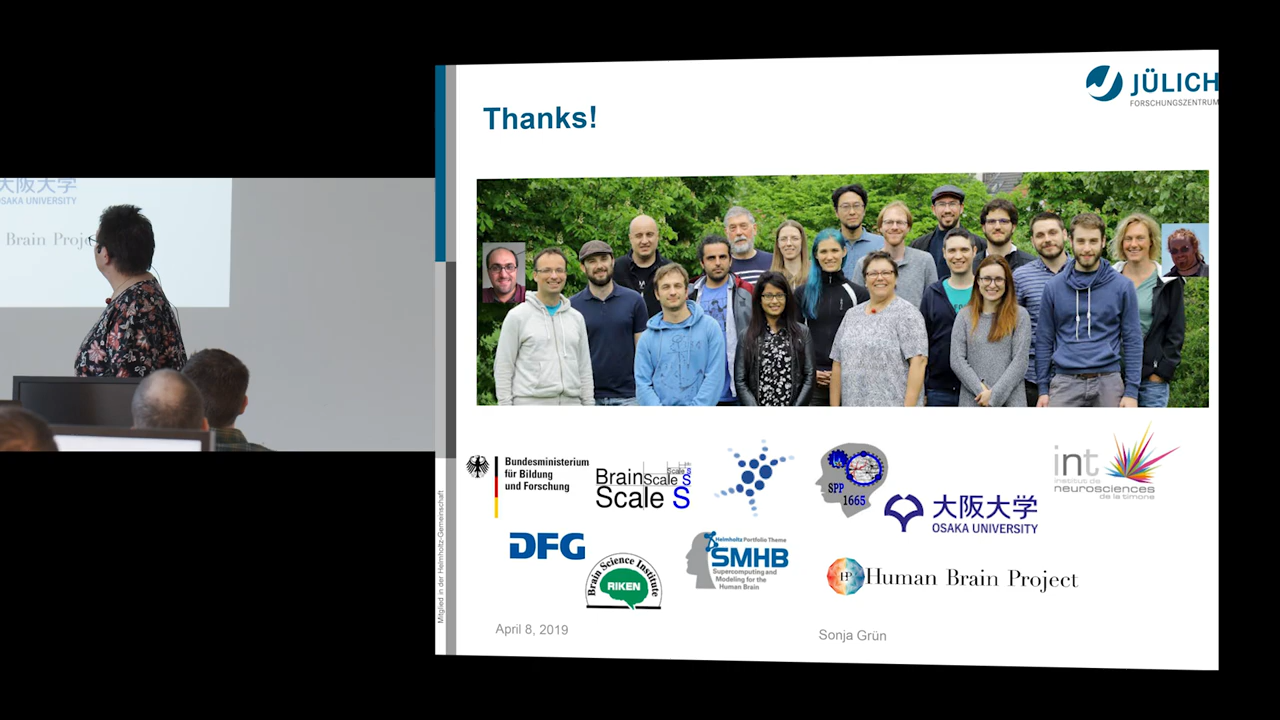 大阪大学
OSAKA UNIVERSITY
Brain Proje
JÜLICH
FORSCHUNGSZENTRUM
Thanks!
Bundesministerium
für Bildung
und Forschung
BrainScaleS
Scale S
SPP
1665
大阪大学
OSAKA UNIVERSITY
int
institut de
neurosciences
de la timone
DFG
Brain Science Institute
RIKEN
Helmholtz Portfolio Theme
SMHB
Supercomputing and
Modeling for the
Human Brain
HP
Human Brain Project
Mitglied in der Helmholtz-Gemeinschaft
April 8, 2019
Sonja Grün